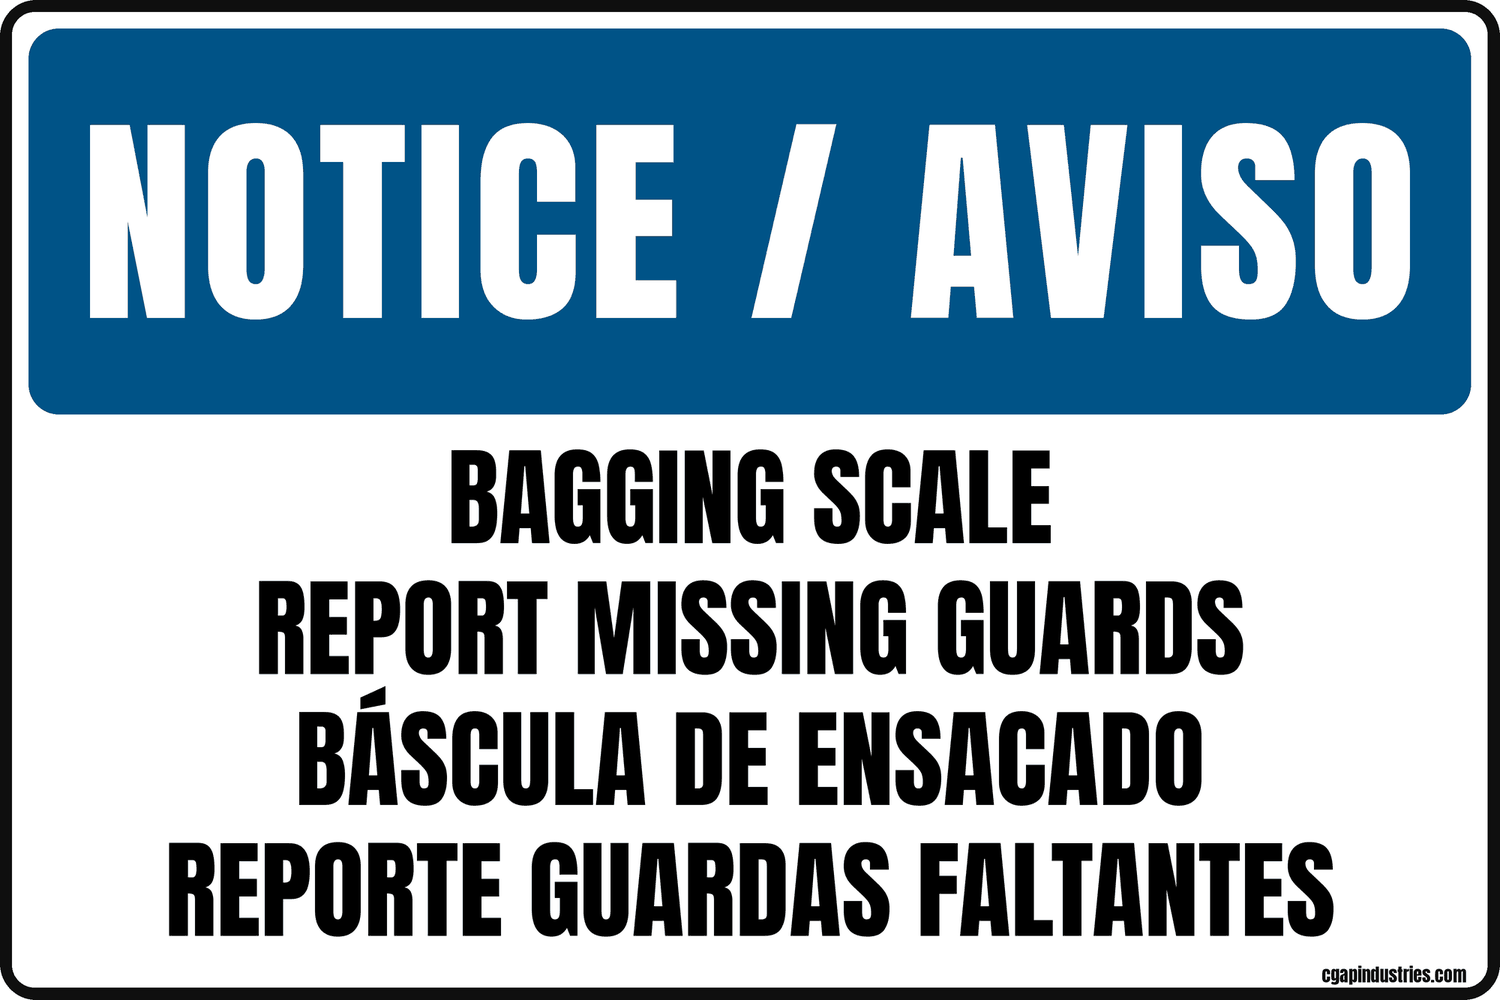 NOTICE / AVISO
BAGGING SCALE
REPORT MISSING GUARDS
BÁSCULA DE ENSACADO
REPORTE GUARDAS FALTANTES
cgapindustries.com